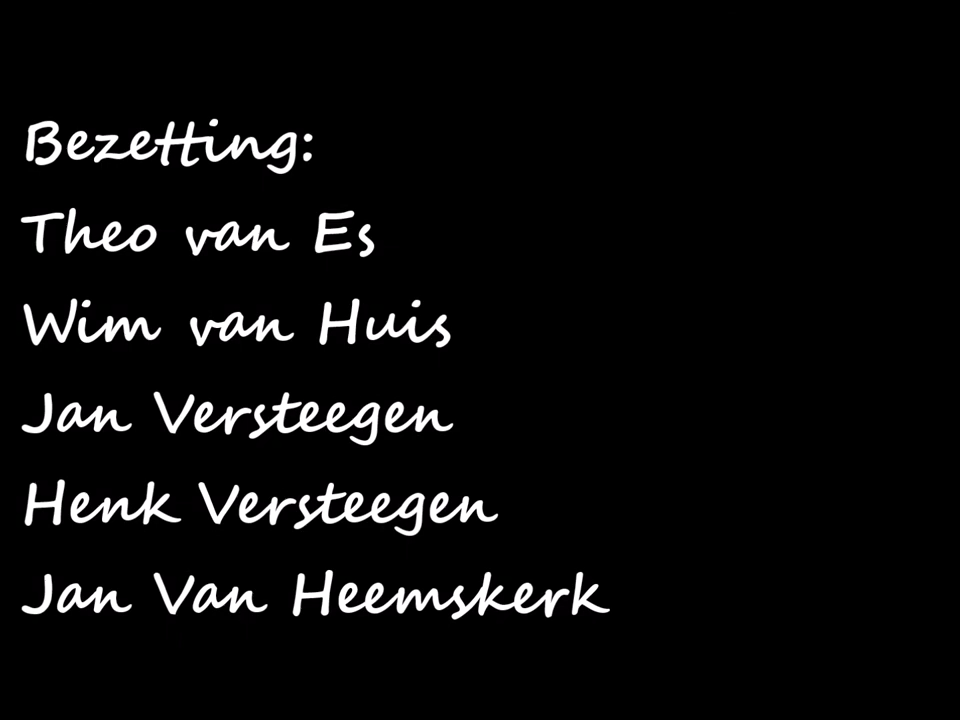 Bezetting:
Theo van Es
Wim van Huis
Jan Versteegen
Henk Versteegen
Jan Van Heemskerk